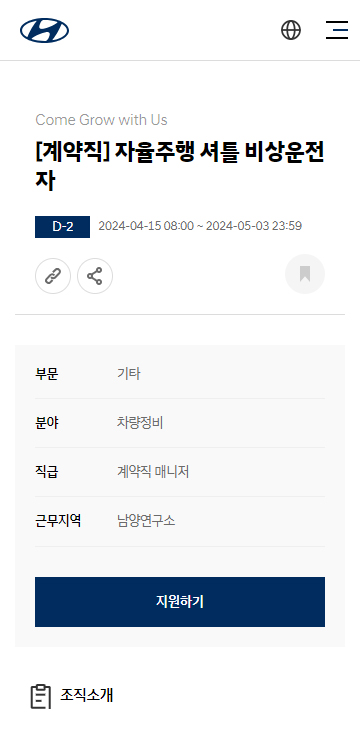 Come Grow with Us
[계약직] 자율주행 셔틀 비상운전
자
D-2 2024-04-15 08:00 ~ 2024-05-03 23:59
부문 기타
분야 차량정비
직급 계약직 매니저
근무지역 남양연구소
지원하기
조직소개